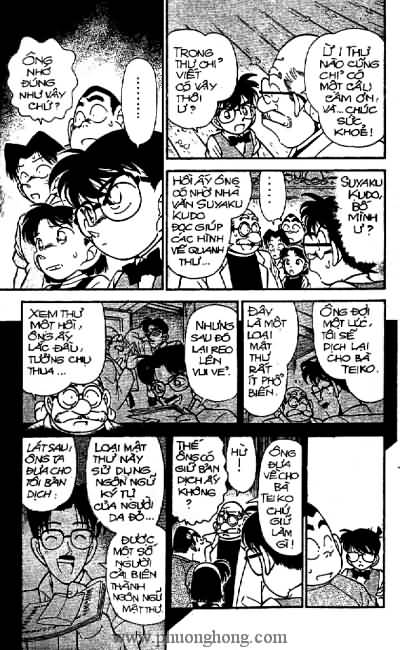 ÔNG
NHỚ
ĐÚNG
NHƯ VẬY
CHỨ?
.......
TRONG
THƯ CHỈ
VIẾT
CÓ VẬY
THÔI
Ư?
Ừ! THƯ
NÀO CŨNG
CHỈ CÓ
MỘT CÂU
CẢM ƠN,
VÀ... CHÚC
SỨC
KHOẺ!
HỒI ẤY ÔNG
CÓ NHỜ NHÀ
VĂN SUYAKU
KUDO
ĐỌC GIÚP
CÁC HÌNH
VẼ QUANH
THƯ...
SUYAKU
KUDO,
BỐ
MÌNH
Ư?
XEM THƯ
MỘT HỒI,
ÔNG ẤY
LẮC ĐẦU,
TƯỞNG CHỊU
THUA...
NHƯNG
SAU ĐÓ
LẠI REO
LÊN
VUI VẺ.
ĐÂY
LÀ MỘT
LOẠI
MẬT
THƯ
RẤT
ÍT PHỔ
BIẾN.
ÔNG ĐỢI
MỘT LÚC,
TÔI SẼ
DỊCH LẠI
CHO BÀ
TEIKO.
LÁT SAU,
ÔNG TA
ĐƯA CHO
TÔI BẢN
DỊCH:
LOẠI MẬT
THƯ NÀY
SỬ DỤNG
NGÔN NGỮ
KÝ TỰ
CỦA NGƯỜI
DA ĐỎ...
ĐƯỢC
MỘT SỐ
NGƯỜI
CẢI BIÊN
THÀNH
NGÔN NGỮ
MẬT THƯ.
THẾ
ÔNG CÓ
GIỮ BẢN
DỊCH ẤY
KHÔNG?
HỪ!
ÔNG
ĐƯA
VỀ CHO
BÀ
TEIKO
CHỨ
GIỮ
LÀM
GÌ!
www.phuonghong.com